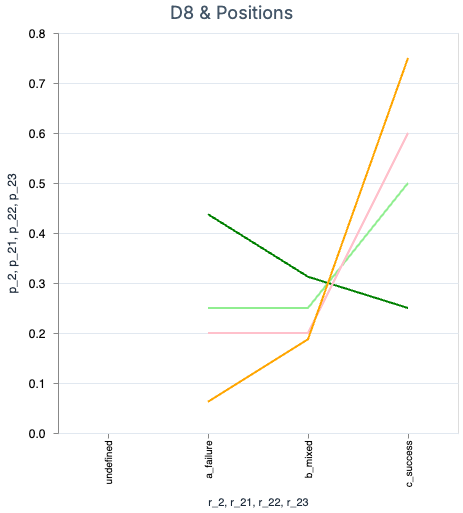 D8 & Positions
0.8
0.7
0.6
0.5
0.4
0.3
0.2
0.1
0.0
p_2, p_21, p_22, p_23
undefined
a_failure
b_mixed
c_success
r_2, r_21, r_22, r_23